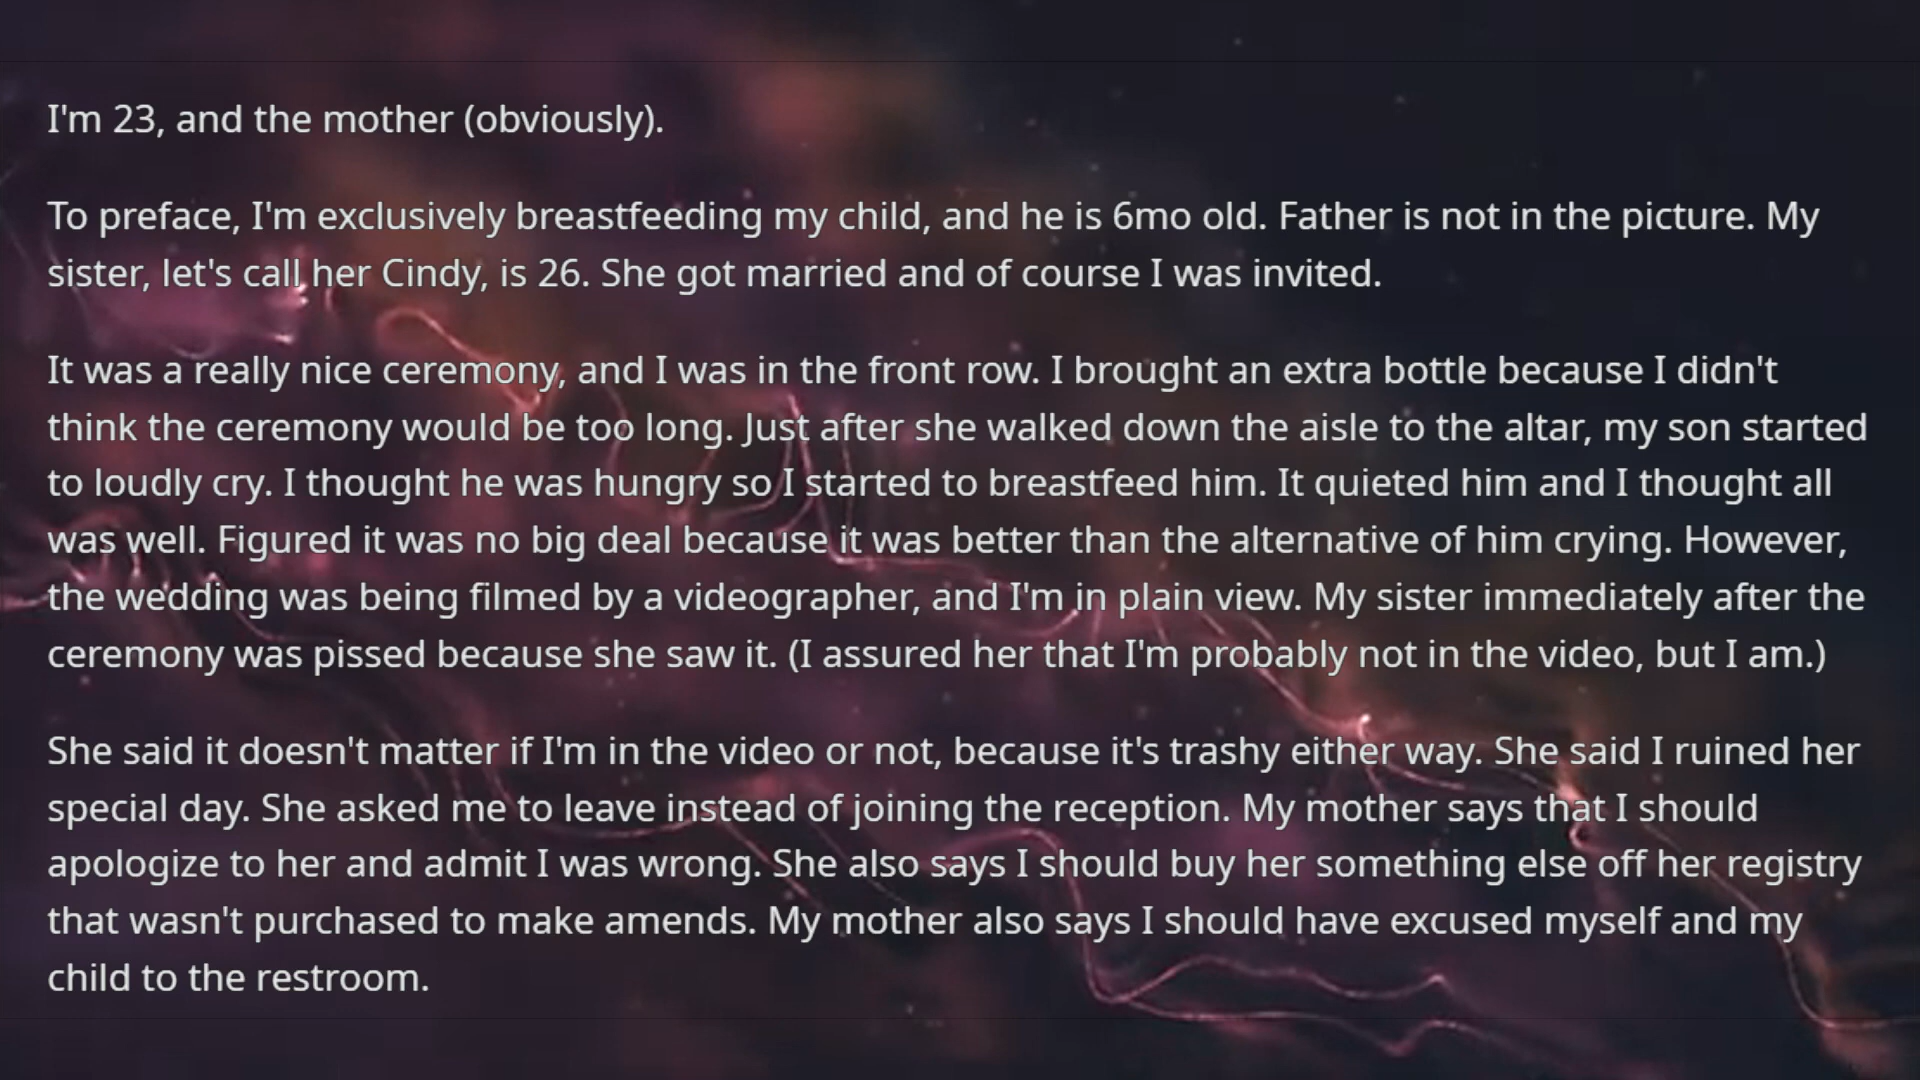 I'm 23, and the mother (obviously).
To preface, I'm exclusively breastfeeding my child, and he is 6mo old. Father is not in the picture. My
sister, let's call her Cindy, is 26. She got married and of course I was invited.
It was a really nice ceremony, and I was in the front row. I brought an extra bottle because I didn't
think the ceremony would be too long. Just after she walked down the aisle to the altar, my son started
to loudly cry. I thought he was hungry so I started to breastfeed him. It quieted him and I thought all
was well. Figured it was no big deal because it was better than the alternative of him crying. However,
the wedding was being filmed by a videographer, and I'm in plain view. My sister immediately after the
ceremony was pissed because she saw it. (I assured her that I'm probably not in the video, but I am.)
She said it doesn't matter if I'm in the video or not, because it's trashy either way. She said I ruined her
special day. She asked me to leave instead of joining the reception. My mother says that I should
apologize to her and admit I was wrong. She also says I should buy her something else off her registry
that wasn't purchased to make amends. My mother also says I should have excused myself and my
child to the restroom.